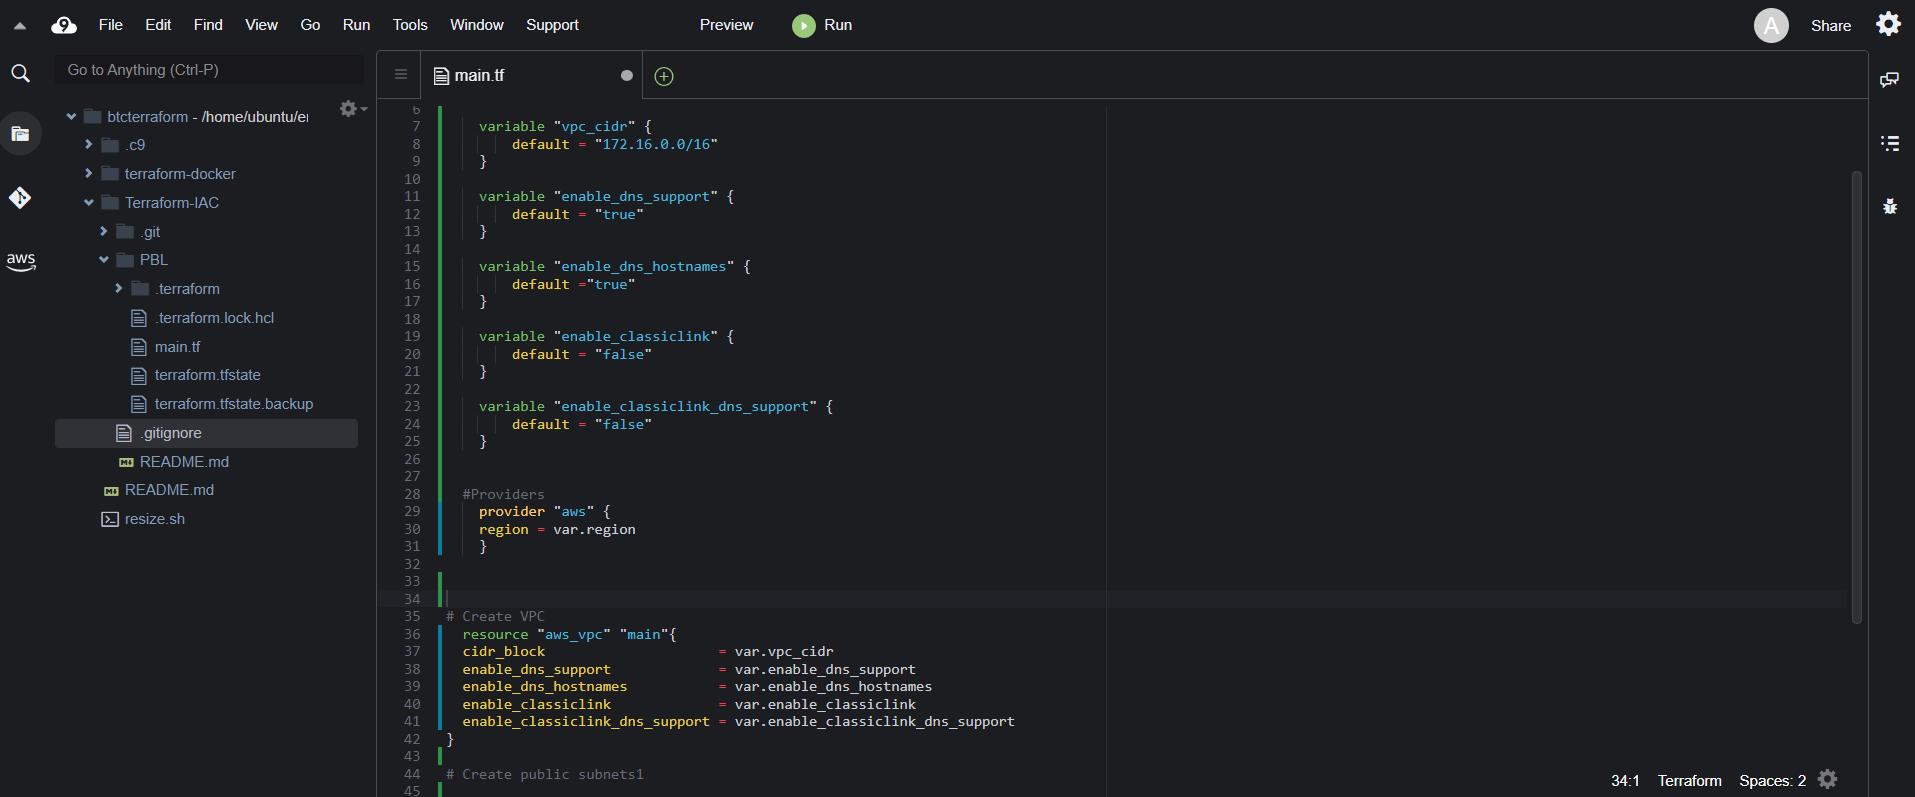 File Edit Find View Go Run Tools Window Support Preview Run A Share
Go to Anything (Ctrl-P)
main.tf
btcterraform - /home/ubuntu/
.c9
terraform-docker
Terraform-IAC
.git
PBL
.terraform
.terraform.lock.hcl
main.tf
terraform.tfstate
terraform.tfstate.backup
.gitignore
README.md
README.md
resize.sh
aws
6
7 variable "vpc_cidr" {
8 default = "172.16.0.0/16"
9 }
10
11 variable "enable_dns_support" {
12 default = "true"
13 }
14
15 variable "enable_dns_hostnames" {
16 default ="true"
17 }
18
19 variable "enable_classiclink" {
20 default = "false"
21 }
22
23 variable "enable_classiclink_dns_support" {
24 default = "false"
25 }
26
27
28 #Providers
29 provider "aws" {
30 region = var.region
31 }
32
33
34
35 # Create VPC
36 resource "aws_vpc" "main"{
37 cidr_block = var.vpc_cidr
38 enable_dns_support = var.enable_dns_support
39 enable_dns_hostnames = var.enable_dns_hostnames
40 enable_classiclink = var.enable_classiclink
41 enable_classiclink_dns_support = var.enable_classiclink_dns_support
42 }
43
44 # Create public subnets1
45
34:1 Terraform Spaces: 2